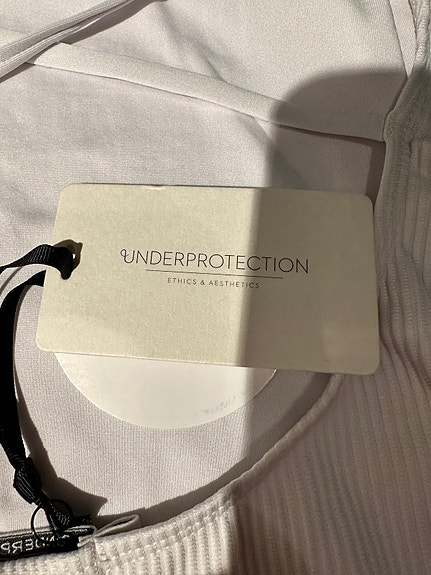 UNDERPROTECTION
ETHICS & AESTHETICS